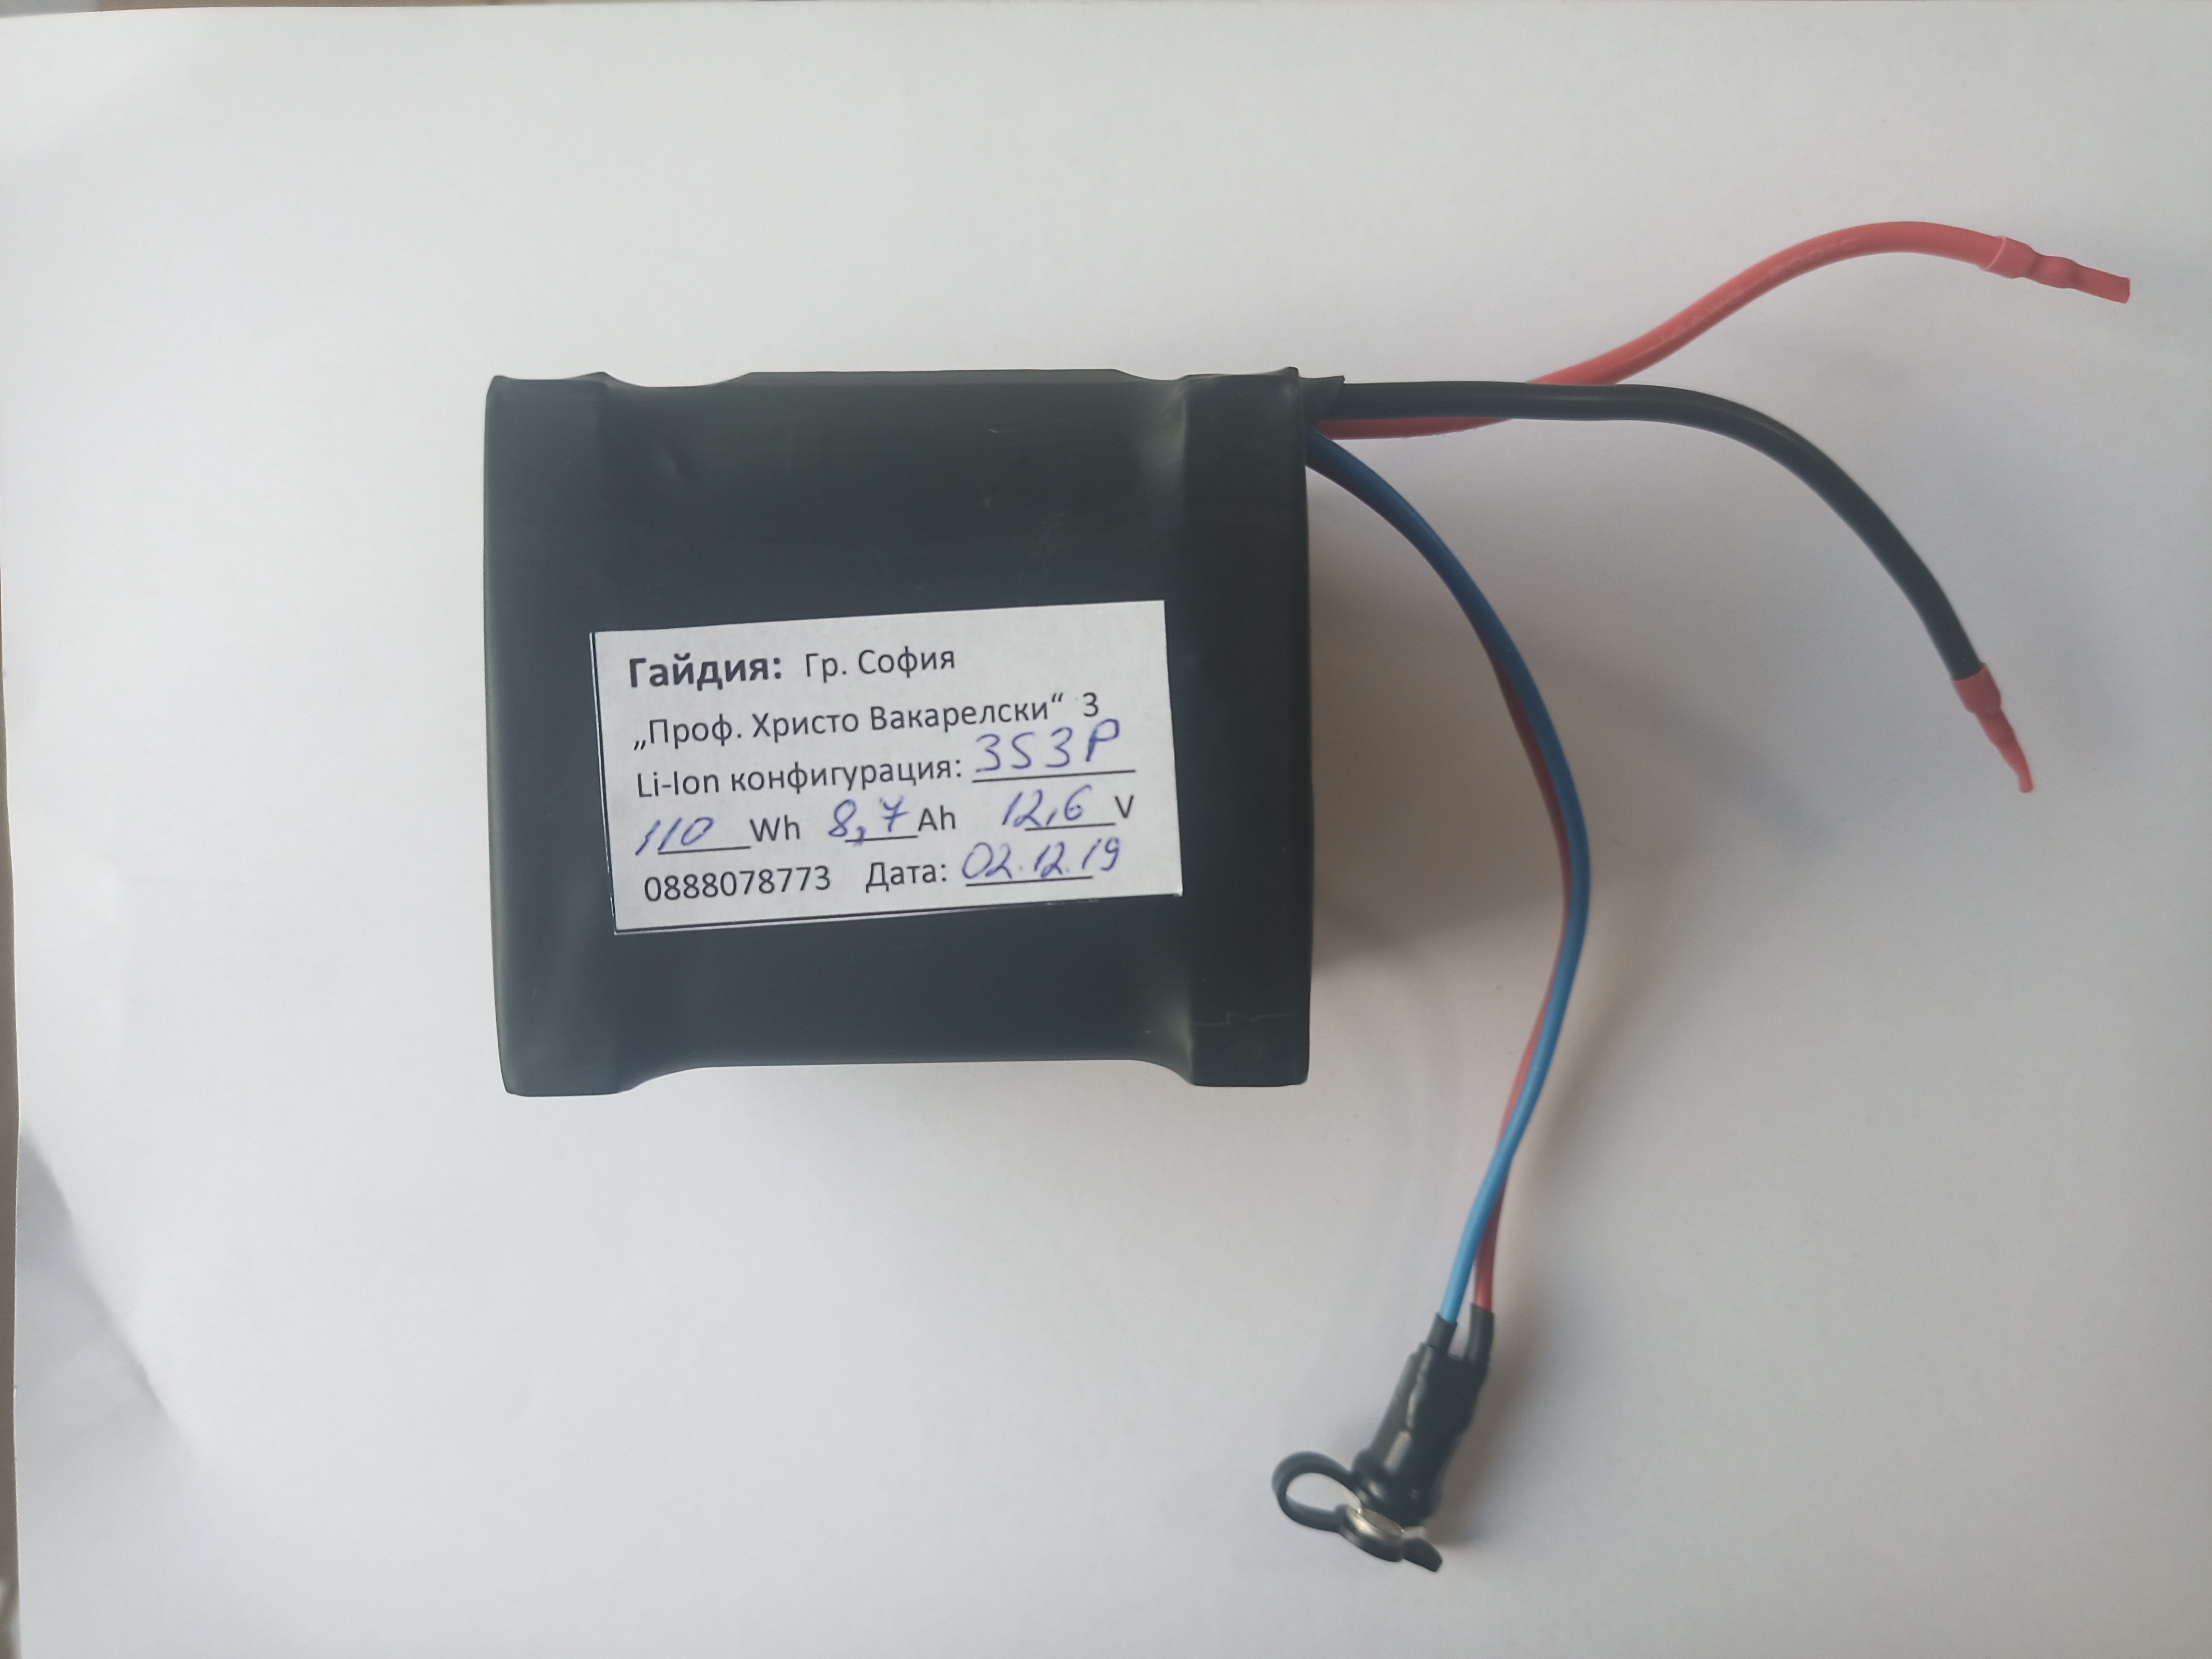 Гайдия: Гр. София
„Проф. Христо Вакарелски“ 3
Li-Ion конфигурация: 3S3P
110 Wh 8,7 Ah 12,6 V
0888078773 Дата: 02.12.19